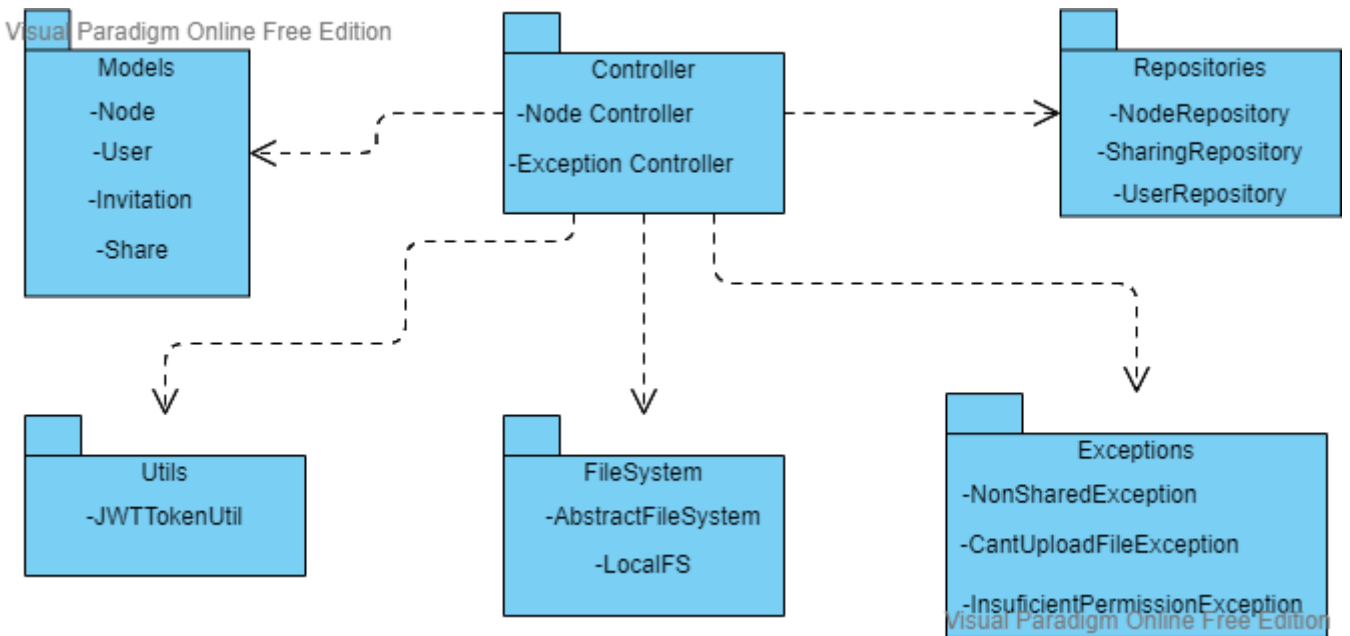 Visual Paradigm Online Free Edition
Models
-Node
-User
-Invitation
-Share
Controller
-Node Controller
-Exception Controller
Repositories
-NodeRepository
-SharingRepository
-UserRepository
Utils
-JWTTokenUtil
FileSystem
-AbstractFileSystem
-LocalFS
Exceptions
-NonSharedException
-CantUploadFileException
-InsuficientPermissionException
Visual Paradigm Online Free Edition